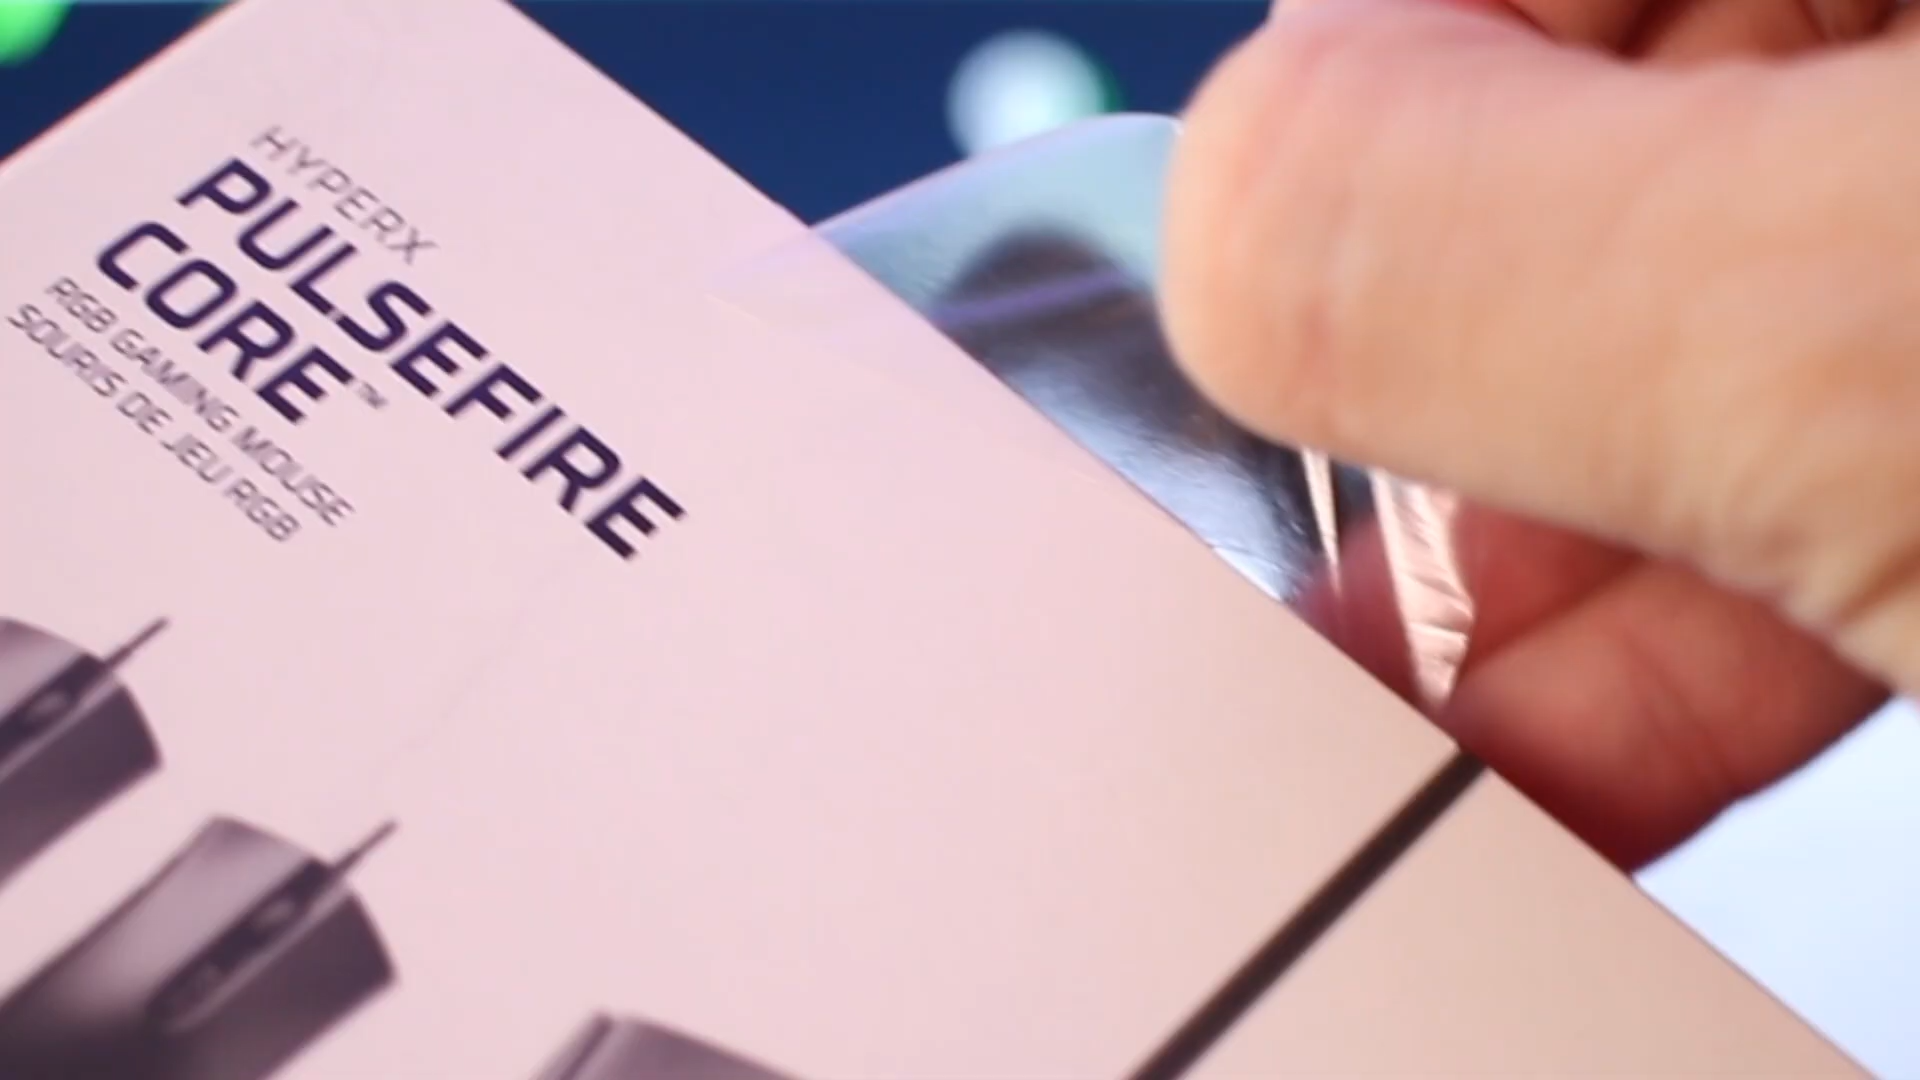 HYPERX
PULSEFIRE
CORE™
RGB GAMING MOUSE
SOURIS DE JEU RGB